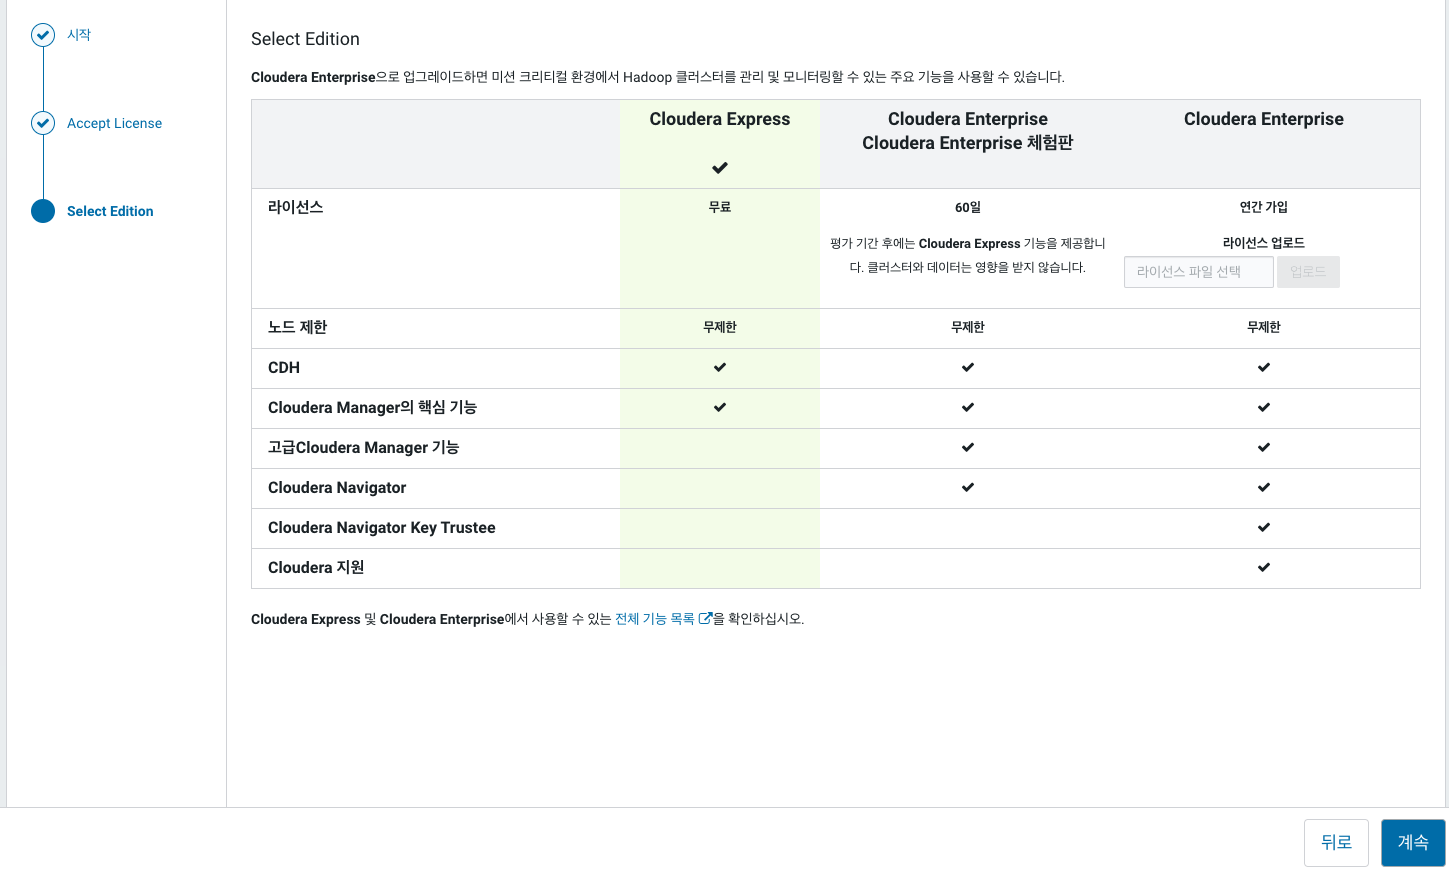 시작
Accept License
Select Edition
Select Edition
Cloudera Enterprise으로 업그레이드하면 미션 크리티컬 환경에서 Hadoop 클러스터를 관리 및 모니터링할 수 있는 주요 기능을 사용할 수 있습니다.
Cloudera Express
Cloudera Enterprise
Cloudera Enterprise 체험판
Cloudera Enterprise
라이선스
무료
60일
평가 기간 후에는 Cloudera Express 기능을 제공합니
다. 클러스터와 데이터는 영향을 받지 않습니다.
연간 가입
라이선스 업로드
라이선스 파일 선택
업로드
노드 제한
무제한
무제한
무제한
CDH
Cloudera Manager의 핵심 기능
고급Cloudera Manager 기능
Cloudera Navigator
Cloudera Navigator Key Trustee
Cloudera 지원
Cloudera Express 및 Cloudera Enterprise에서 사용할 수 있는 전체 기능 목록을 확인하십시오.
뒤로
계속